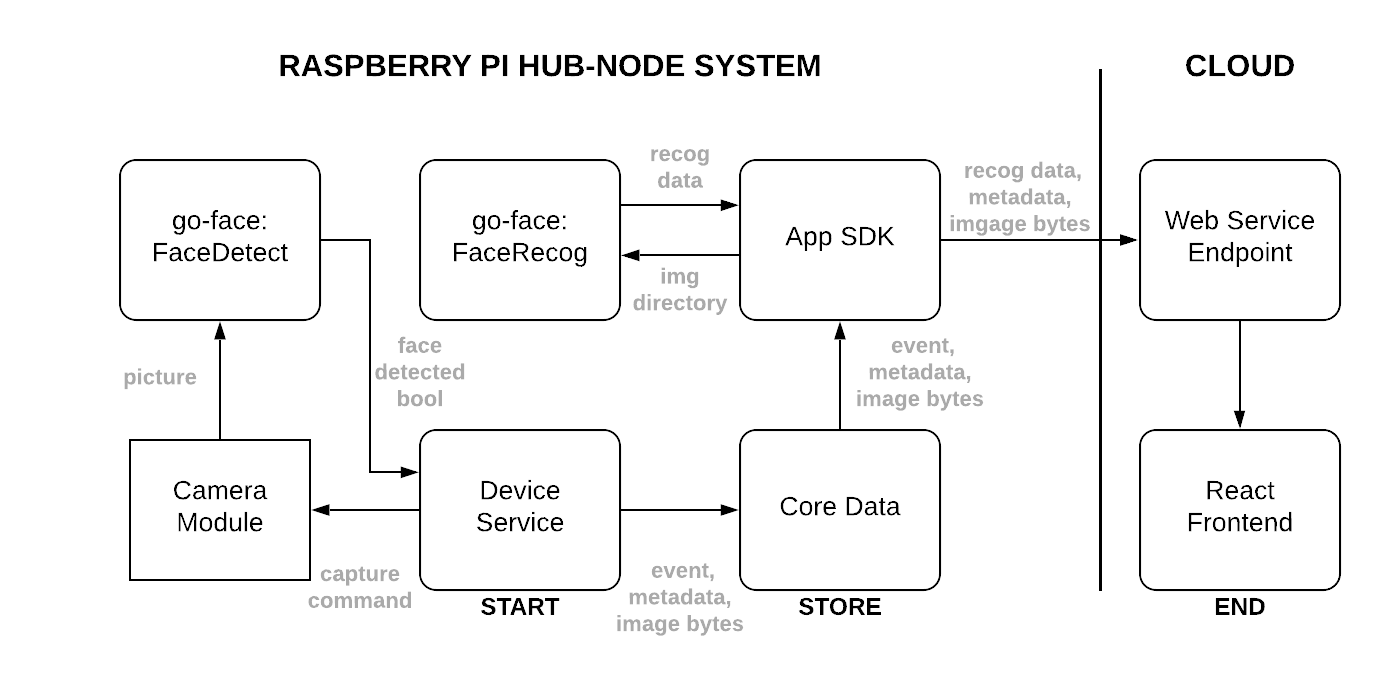 RASPBERRY PI HUB-NODE SYSTEM
CLOUD
go-face:
FaceDetect
go-face:
FaceRecog
recog
data
img
directory
App SDK
recog data,
metadata,
imgage bytes
Web Service
Endpoint
picture
face
detected
bool
event,
metadata,
image bytes
Camera
Module
capture
command
Device
Service
START
event,
metadata,
image bytes
Core Data
STORE
React
Frontend
END